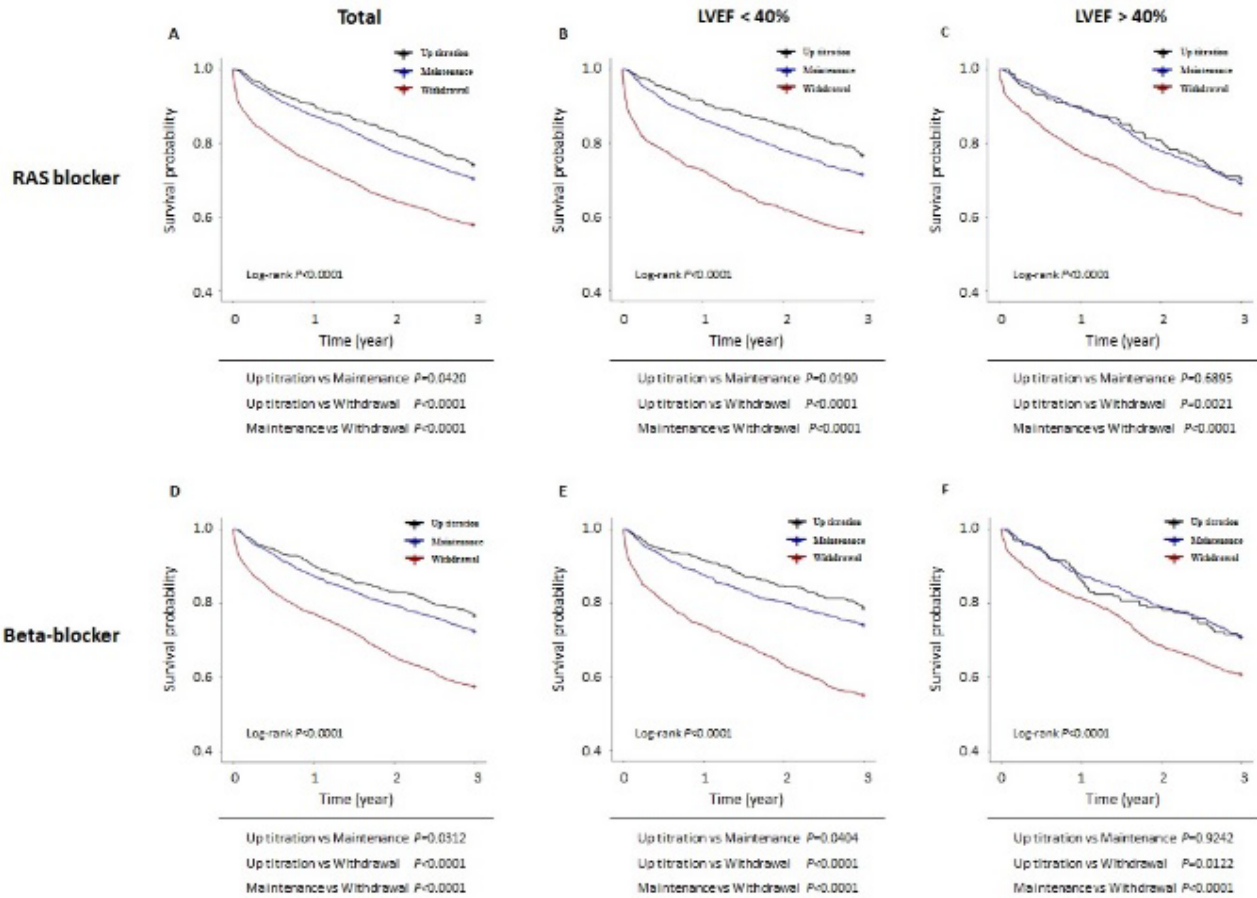 Total LVEF < 40% LVEF > 40%
A B C
Up titration Up titration Up titration
Maintenance Maintenance Maintenance
Withdrawal Withdrawal Withdrawal
RAS blocker
Survival probability Survival probability Survival probability
1.0 1.0 1.0
0.8 0.8 0.8
0.6 0.6 0.6
0.4 0.4 0.4
Log-rank P<0.0001 Log-rank P<0.0001 Log-rank P<0.0001
0 1 2 3 0 1 2 3 0 1 2 3
Time (year) Time (year) Time (year)
Up titration vs Maintenance P=0.0420 Up titration vs Maintenance P=0.0190 Up titration vs Maintenance P=0.6895
Up titration vs Withdrawal P<0.0001 Up titration vs Withdrawal P<0.0001 Up titration vs Withdrawal P=0.0021
Maintenance vs Withdrawal P<0.0001 Maintenance vs Withdrawal P<0.0001 Maintenance vs Withdrawal P<0.0001
D E F
Up titration Up titration Up titration
Maintenance Maintenance Maintenance
Withdrawal Withdrawal Withdrawal
Beta-blocker
Survival probability Survival probability Survival probability
1.0 1.0 1.0
0.8 0.8 0.8
0.6 0.6 0.6
0.4 0.4 0.4
Log-rank P<0.0001 Log-rank P<0.0001 Log-rank P<0.0001
0 1 2 3 0 1 2 3 0 1 2 3
Time (year) Time (year) Time (year)
Up titration vs Maintenance P=0.0312 Up titration vs Maintenance P=0.0404 Up titration vs Maintenance P=0.9242
Up titration vs Withdrawal P<0.0001 Up titration vs Withdrawal P<0.0001 Up titration vs Withdrawal P=0.0122
Maintenance vs Withdrawal P<0.0001 Maintenance vs Withdrawal P<0.0001 Maintenance vs Withdrawal P<0.0001